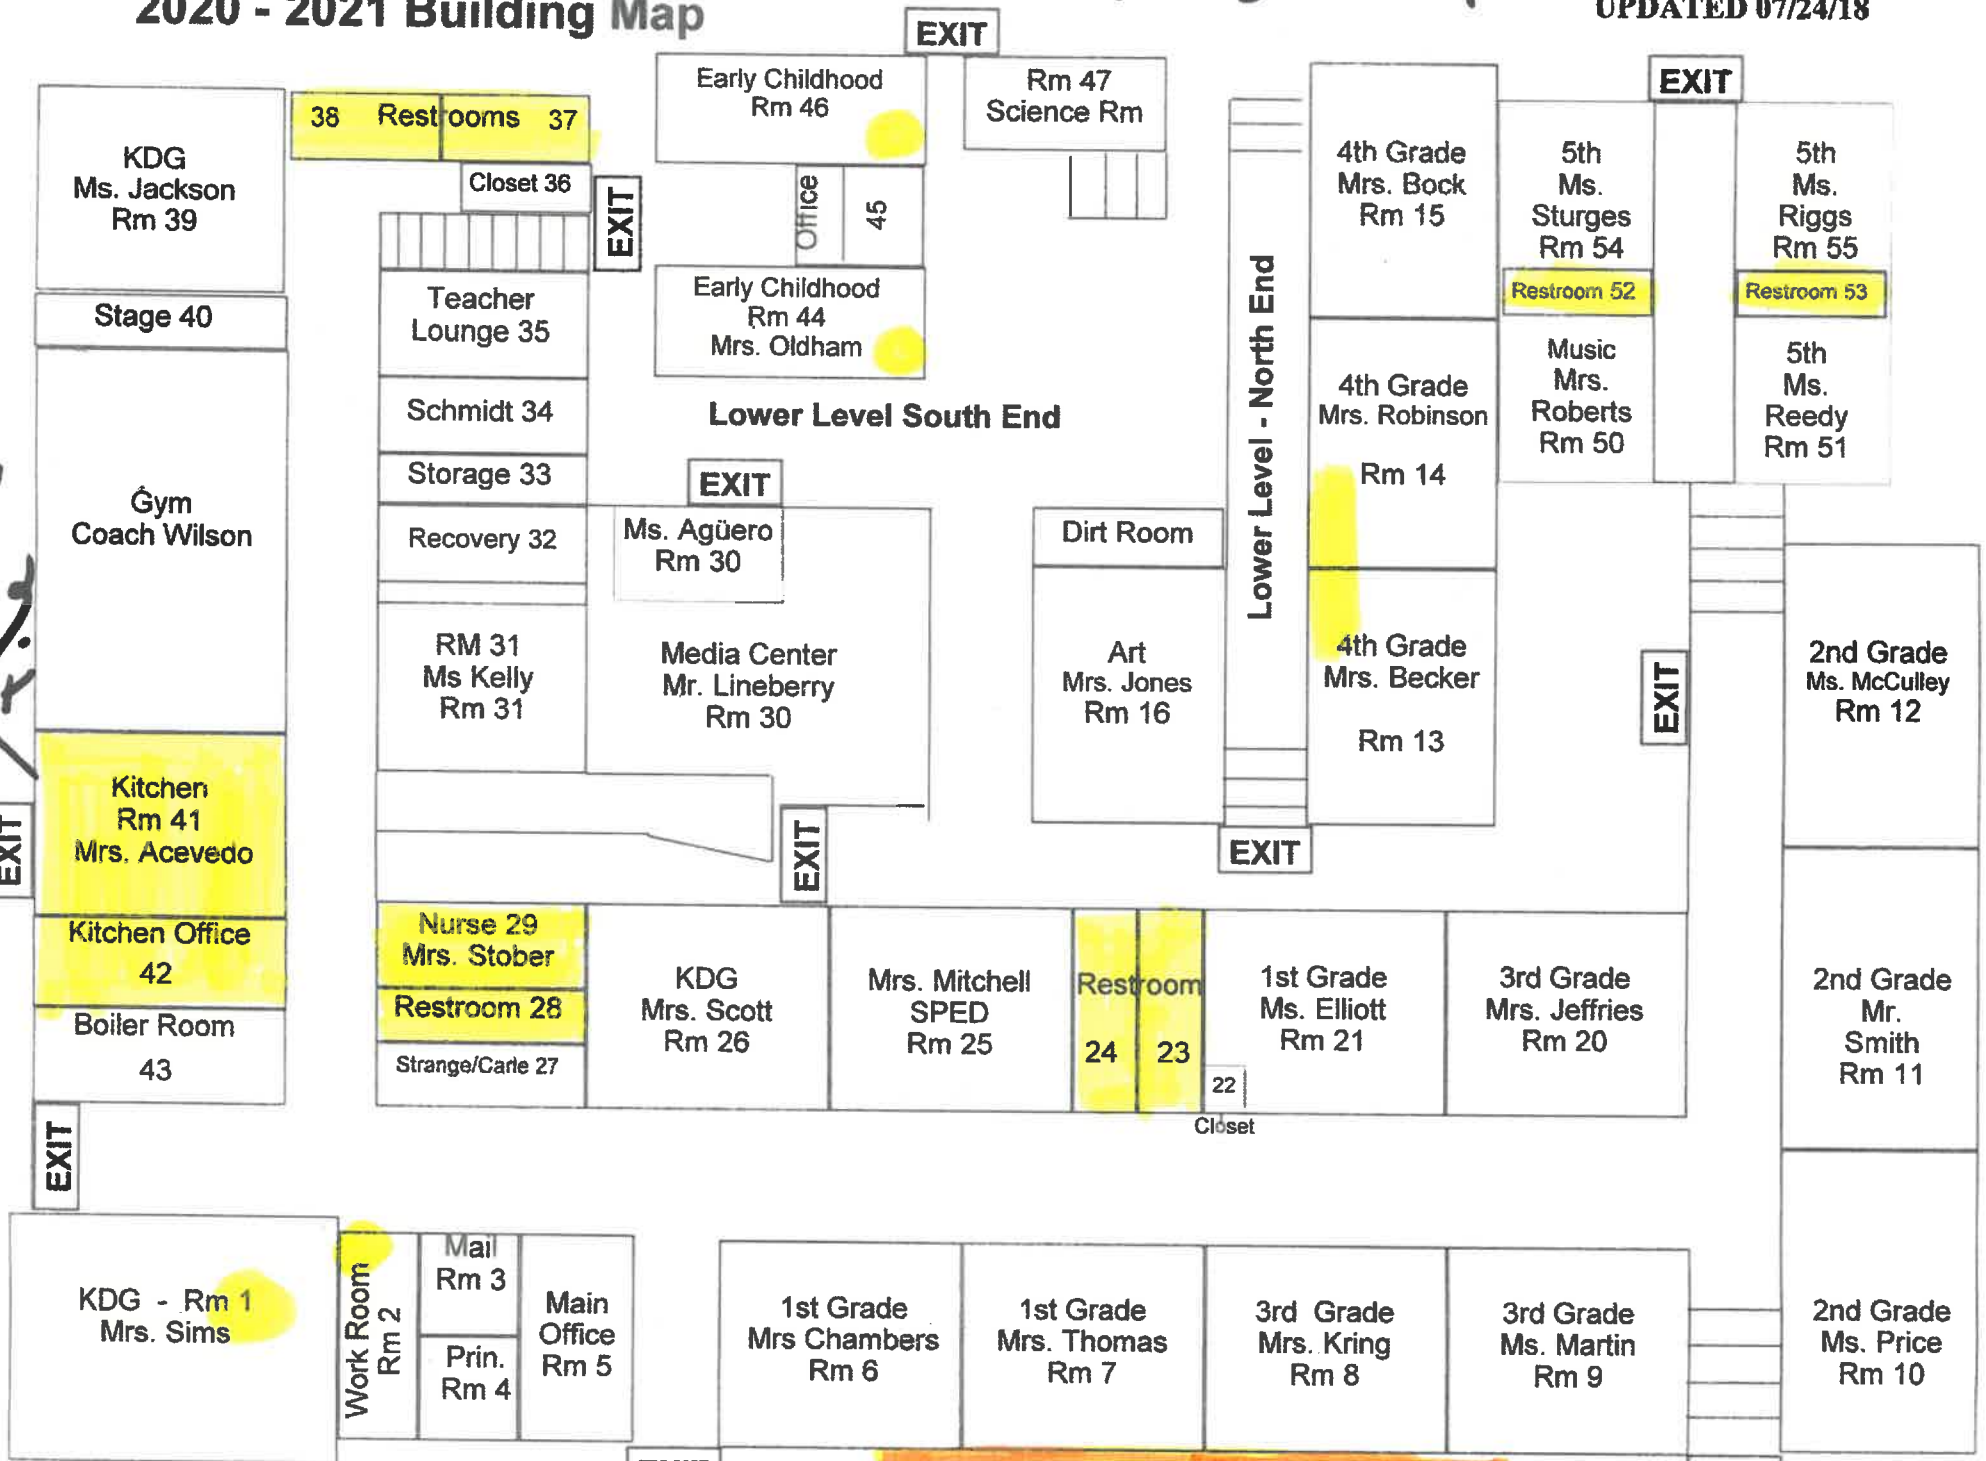 2020 - 2021 Building Map
UPDATED 07/24/18
EXIT
KDG
Ms. Jackson
Rm 39
38 Restrooms 37
Closet 36
EXIT
Early Childhood
Rm 46
Rm 47
Science Rm
Office
45
Early Childhood
Rm 44
Mrs. Oldham
Lower Level South End
Stage 40
Teacher
Lounge 35
Schmidt 34
Storage 33
Recovery 32
RM 31
Ms Kelly
Rm 31
Gym
Coach Wilson
EXIT
Ms. Agüero
Rm 30
Media Center
Mr. Lineberry
Rm 30
EXIT
Dirt Room
Art
Mrs. Jones
Rm 16
Lower Level - North End
EXIT
4th Grade
Mrs. Bock
Rm 15
4th Grade
Mrs. Robinson
Rm 14
4th Grade
Mrs. Becker
Rm 13
EXIT
5th
Ms.
Sturges
Rm 54
Restroom 52
Music
Mrs.
Roberts
Rm 50
5th
Ms.
Riggs
Rm 55
Restroom 53
5th
Ms.
Reedy
Rm 51
EXIT
2nd Grade
Ms. McCulley
Rm 12
2nd Grade
Mr.
Smith
Rm 11
2nd Grade
Ms. Price
Rm 10
Kitchen
Rm 41
Mrs. Acevedo
EXIT
Kitchen Office
42
Boiler Room
43
EXIT
Nurse 29
Mrs. Stober
Restroom 28
Strange/Carle 27
KDG
Mrs. Scott
Rm 26
Mrs. Mitchell
SPED
Rm 25
Restroom
24 23
1st Grade
Ms. Elliott
Rm 21
22
Closet
3rd Grade
Mrs. Jeffries
Rm 20
KDG - Rm 1
Mrs. Sims
Work Room
Rm 2
Mail
Rm 3
Prin.
Rm 4
Main
Office
Rm 5
1st Grade
Mrs Chambers
Rm 6
1st Grade
Mrs. Thomas
Rm 7
3rd Grade
Mrs. Kring
Rm 8
3rd Grade
Ms. Martin
Rm 9